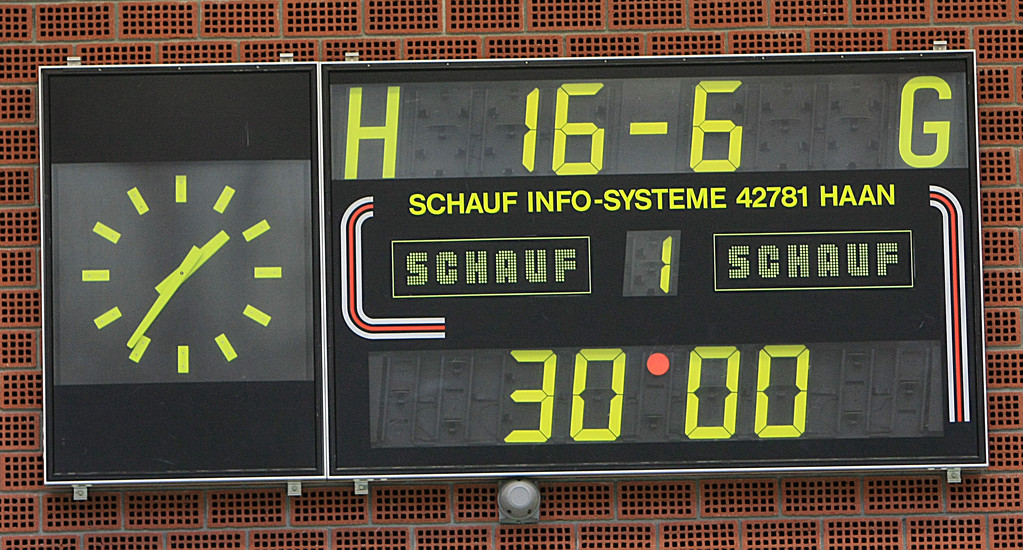 H 16-6 G
SCHAUF INFO-SYSTEME 42781 HAAN
SCHAUF 1 SCHAUF
30:00